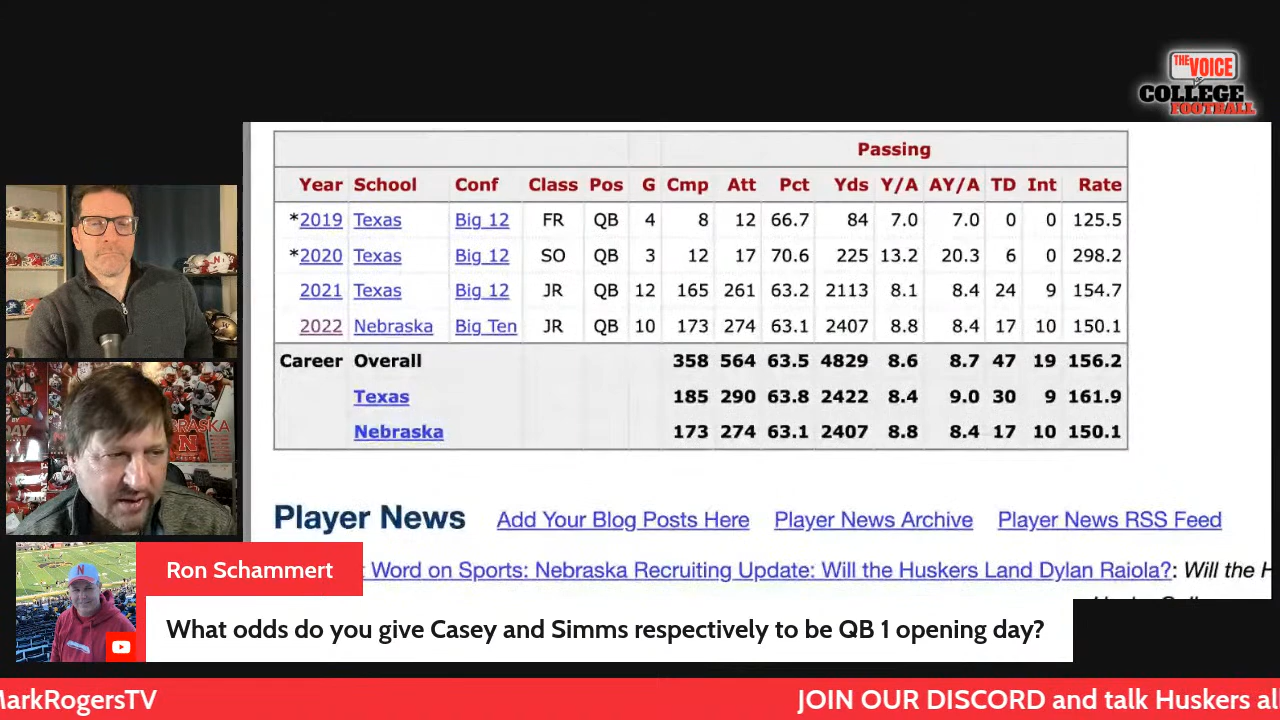 THE VOICE
OF
COLLEGE
FOOTBALL
Passing
Year School Conf Class Pos G Cmp Att Pct Yds Y/A AY/A TD Int Rate
*2019 Texas Big 12 FR QB 4 8 12 66.7 84 7.0 7.0 0 0 125.5
*2020 Texas Big 12 SO QB 3 12 17 70.6 225 13.2 20.3 6 0 298.2
2021 Texas Big 12 JR QB 12 165 261 63.2 2113 8.1 8.4 24 9 154.7
2022 Nebraska Big Ten JR QB 10 173 274 63.1 2407 8.8 8.4 17 10 150.1
Career Overall 358 564 63.5 4829 8.6 8.7 47 19 156.2
Texas 185 290 63.8 2422 8.4 9.0 30 9 161.9
Nebraska 173 274 63.1 2407 8.8 8.4 17 10 150.1
Player News Add Your Blog Posts Here Player News Archive Player News RSS Feed
Word on Sports: Nebraska Recruiting Update: Will the Huskers Land Dylan Raiola?: Will the H
Ron Schammert
What odds do you give Casey and Simms respectively to be QB 1 opening day?
MarkRogersTV JOIN OUR DISCORD and talk Huskers al